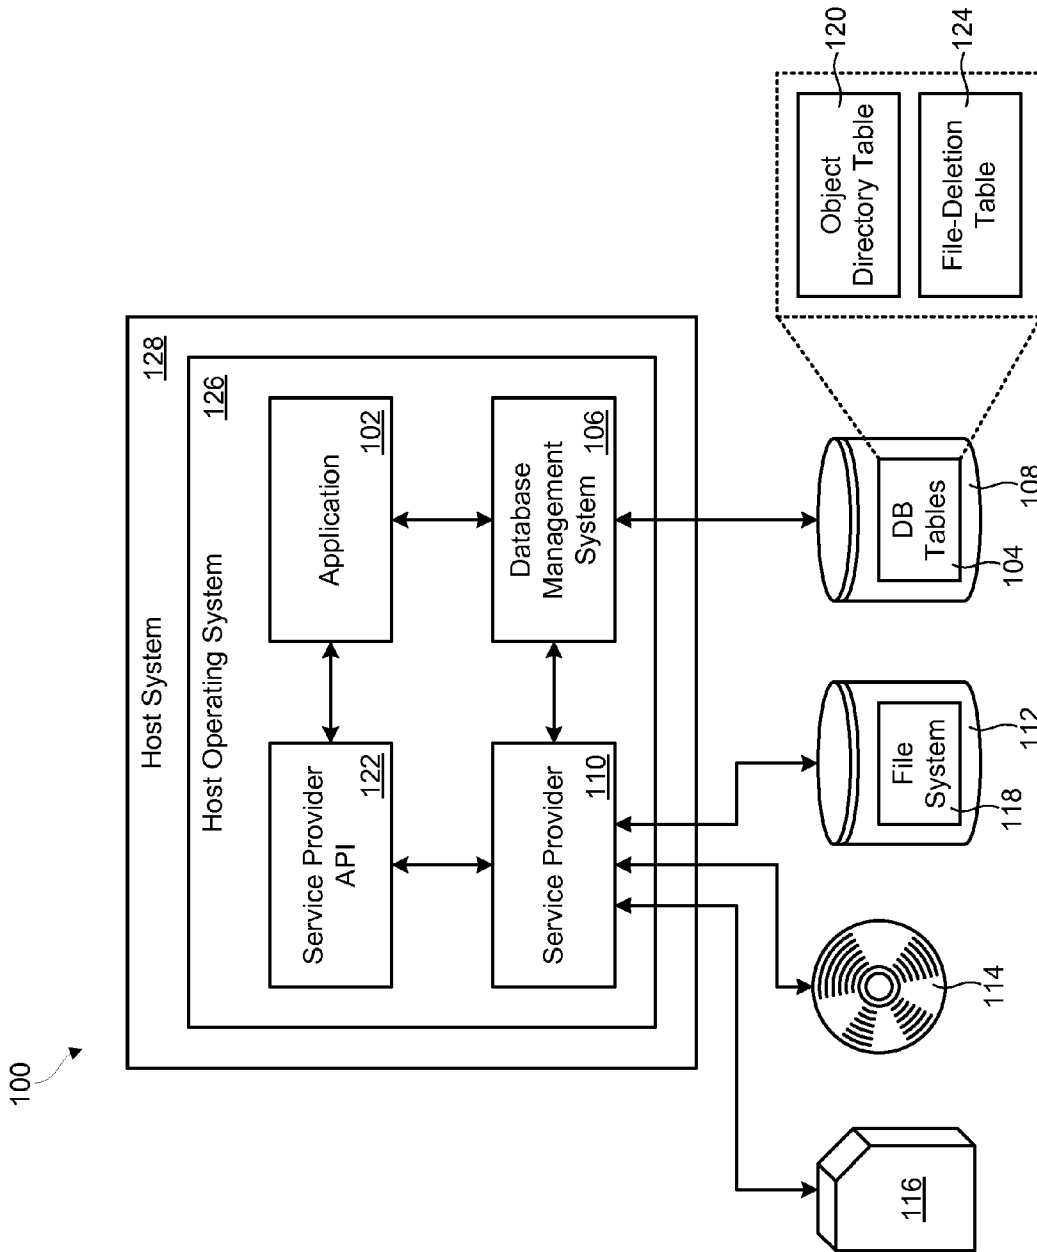 100
Host System
128
Host Operating System
126
Service Provider
API
122
Application
102
Service Provider
110
Database
Management
System
106
116
114
File
System
118
112
DB
Tables
104
108
Object
Directory Table
120
File-Deletion
Table
124